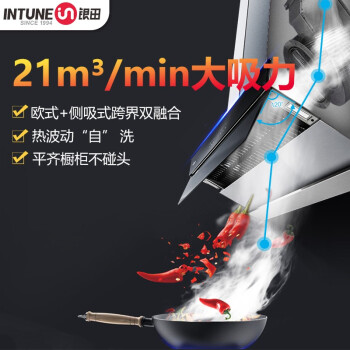 INTUNE 银田
SINCE 1994
21m³/min大吸力
欧式+侧吸式跨界双融合
热波动“自”洗
平齐橱柜不碰头